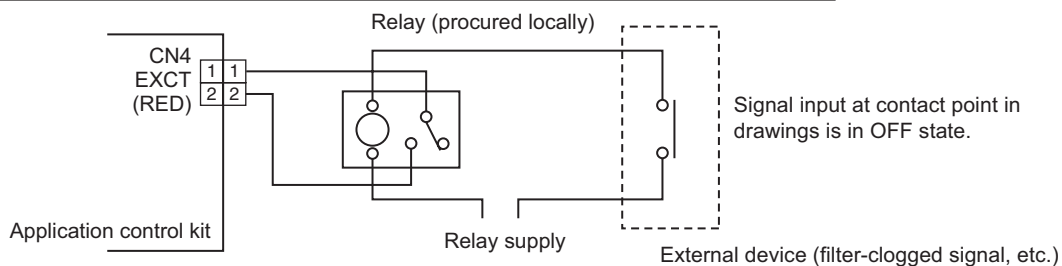 Relay (procured locally)
CN4
EXCT
(RED)
1 1
2 2
Signal input at contact point in
drawings is in OFF state.
Application control kit
Relay supply
External device (filter-clogged signal, etc.)